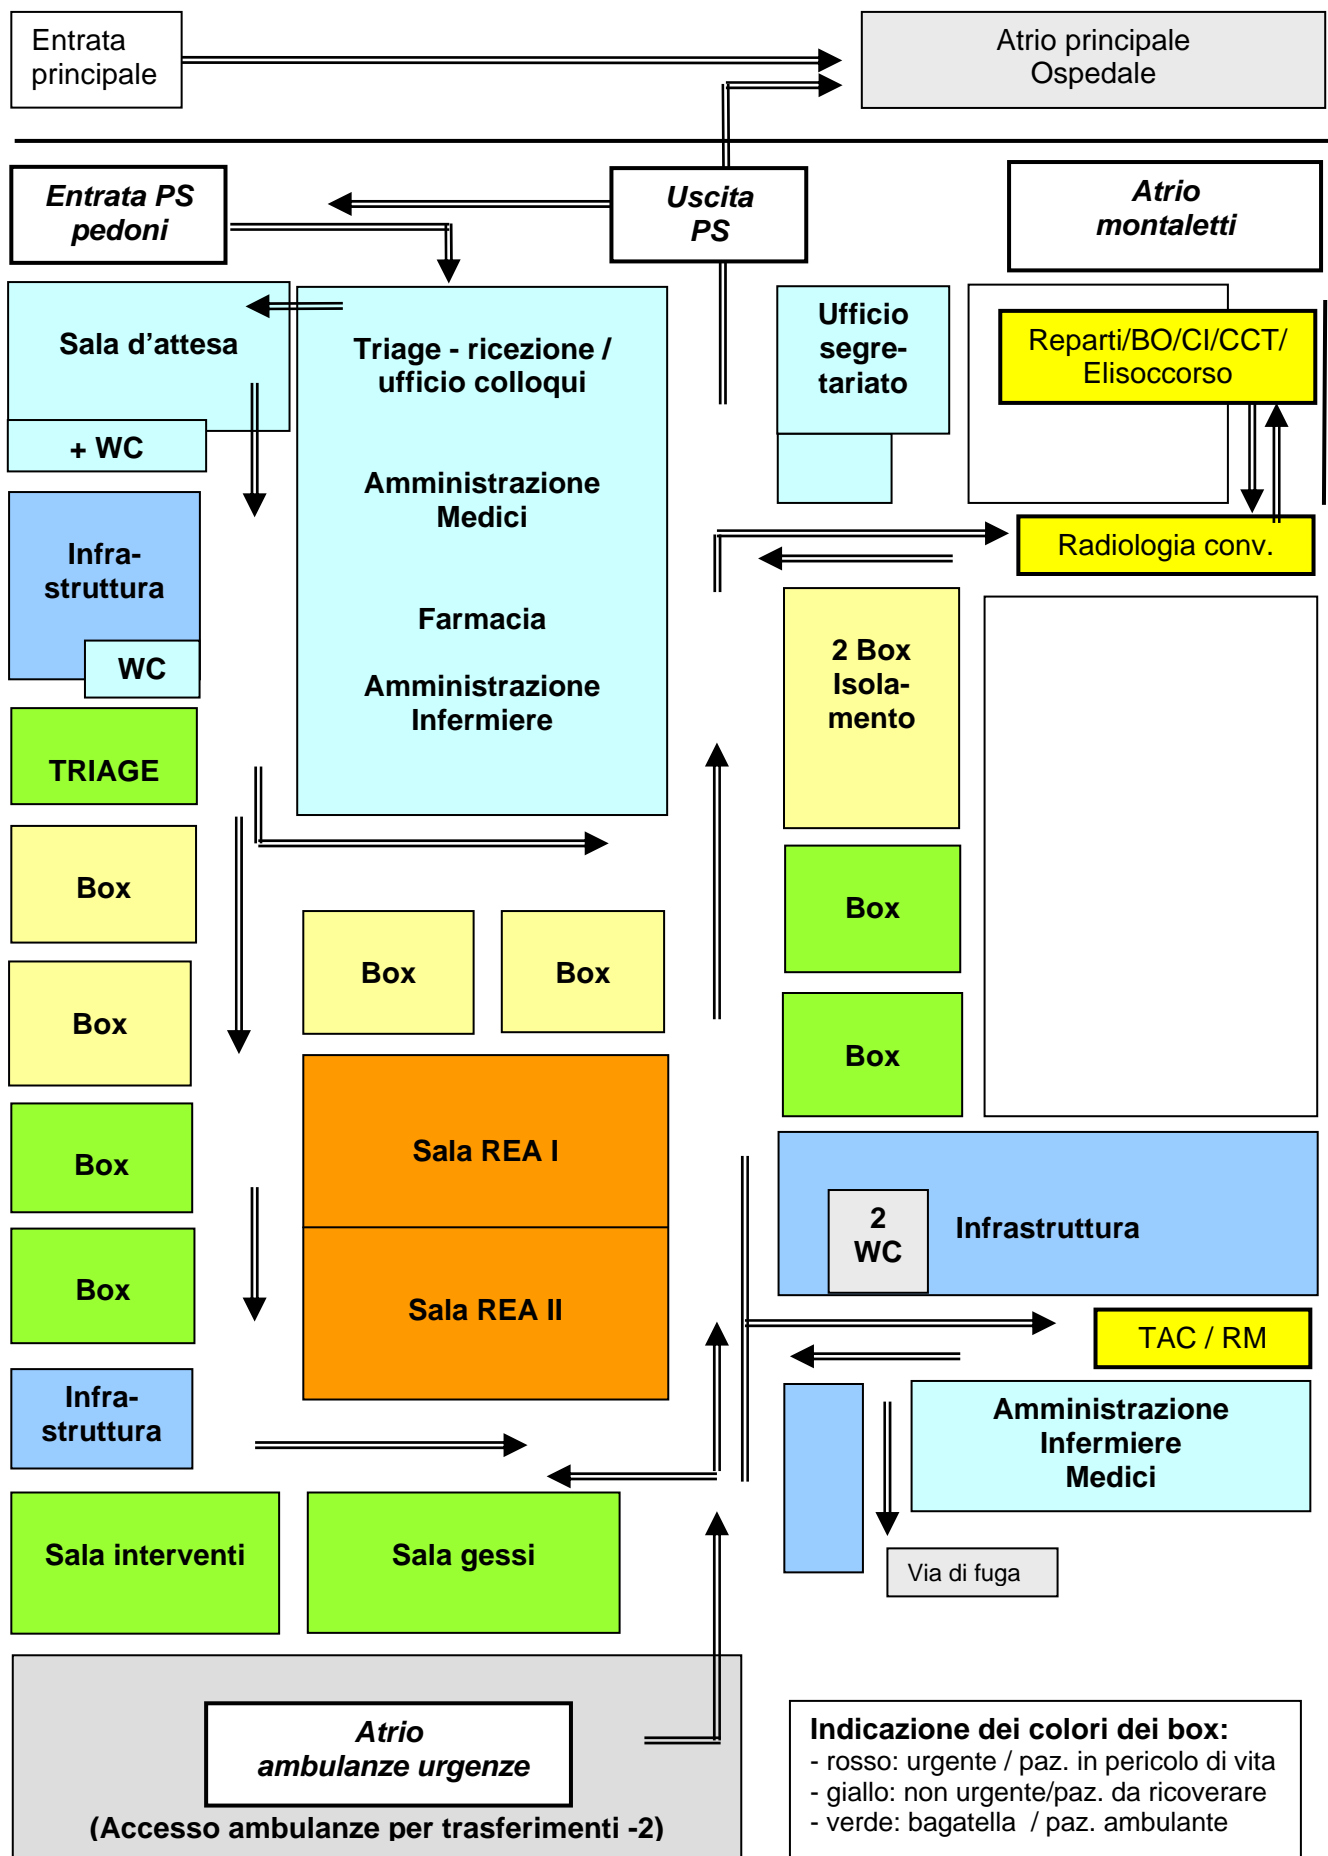 Entrata
principale
Atrio principale
Ospedale
Entrata PS
pedoni
Uscita
PS
Atrio
montaletti
Sala d'attesa
+ WC
Triage - ricezione /
ufficio colloqui
Amministrazione
Medici
Farmacia
Amministrazione
Infermiere
Ufficio
segre-
tariato
Reparti/BO/CI/CCT/
Elisoccorso
Radiologia conv.
Infra-
struttura
WC
TRIAGE
2 Box
Isola-
mento
Box
Box
Box
Box
Box
Box
Box
Box
Sala REA I
Sala REA II
2
WC
Infrastruttura
TAC / RM
Infra-
struttura
Amministrazione
Infermiere
Medici
Sala interventi
Sala gessi
Via di fuga
Atrio
ambulanze urgenze
(Accesso ambulanze per trasferimenti -2)
Indicazione dei colori dei box:
- rosso: urgente / paz. in pericolo di vita
- giallo: non urgente/paz. da ricoverare
- verde: bagatella / paz. ambulante